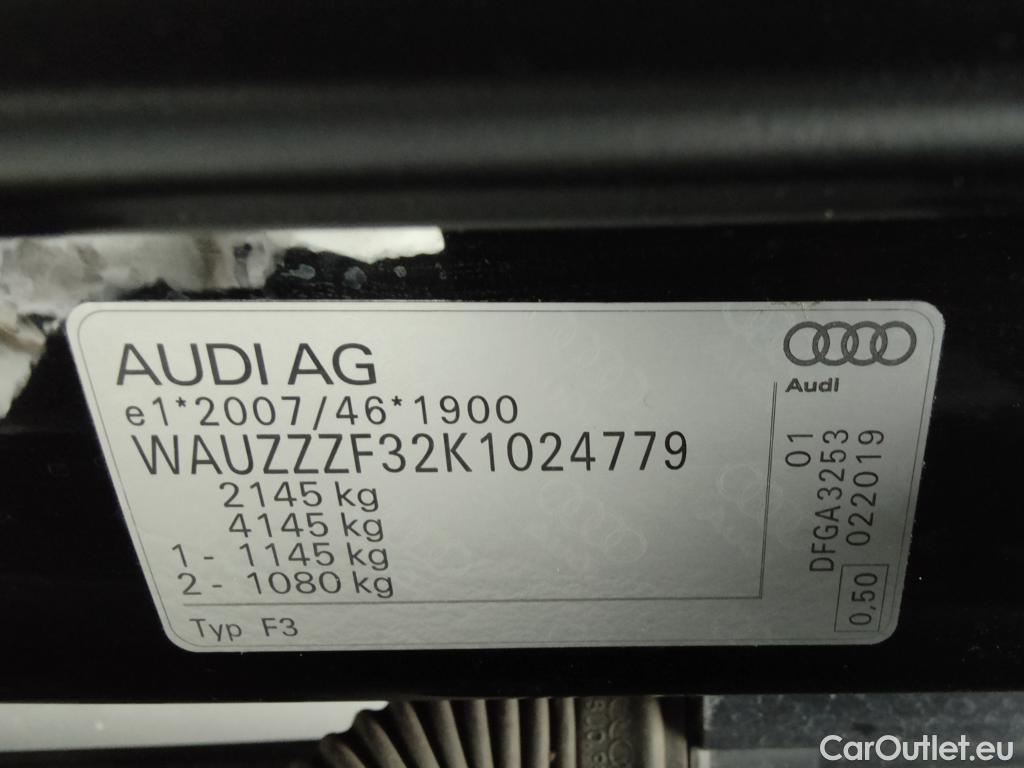 AUDI AG
e1*2007/46*1900
WAUZZZF32K1024779
2145 kg
4145 kg
1 - 1145 kg
2 - 1080 kg
Typ F3
Audi
01
DFGA3253
022019
0,50
CarOutlet.eu